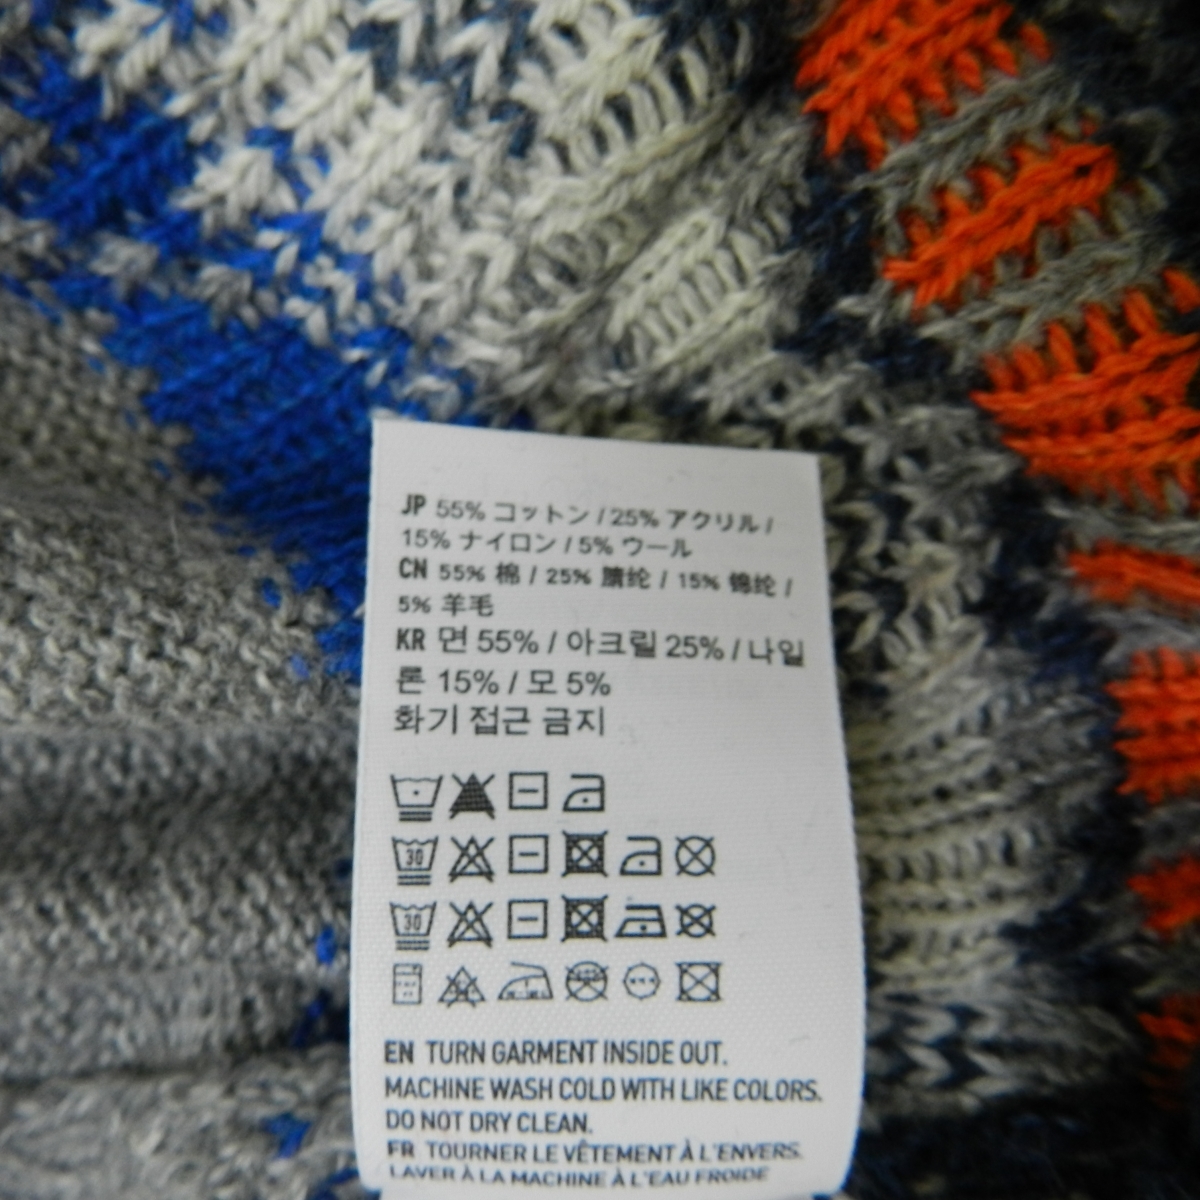 JP 55% コットン / 25% アクリル /
15% ナイロン / 5% ウール
CN 55% 棉 / 25% 腈纶 / 15% 锦纶 /
5% 羊毛
KR 면 55% / 아크릴 25% / 나일
론 15% / 모 5%
화기 접근 금지
30
30
EN TURN GARMENT INSIDE OUT.
MACHINE WASH COLD WITH LIKE COLORS.
DO NOT DRY CLEAN.
FR TOURNER LE VÊTEMENT À L'ENVERS.
LAVER À LA MACHINE À L'EAU FROIDE